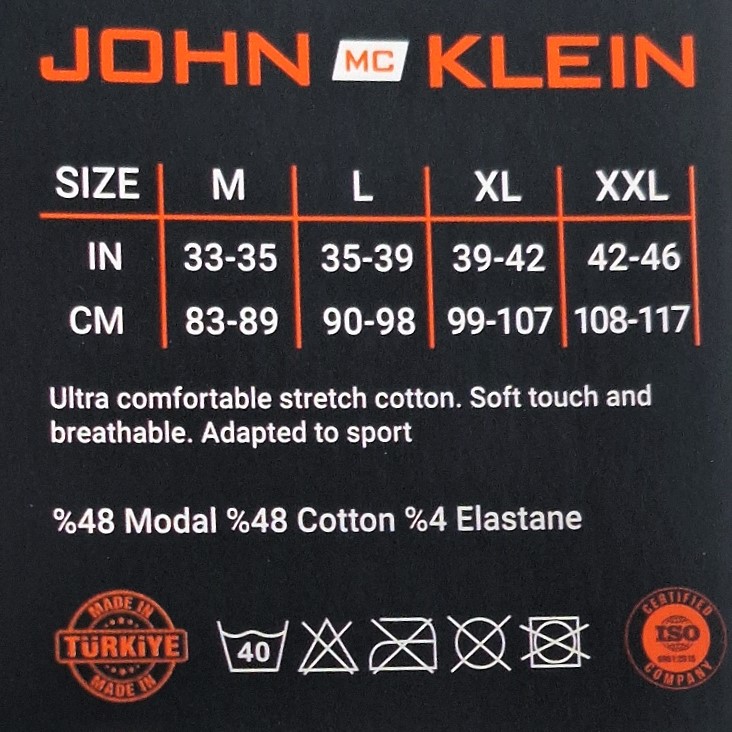 JOHN MC KLEIN
SIZE M L XL XXL
IN 33-35 35-39 39-42 42-46
CM 83-89 90-98 99-107 108-117
Ultra comfortable stretch cotton. Soft touch and
breathable. Adapted to sport
%48 Modal %48 Cotton %4 Elastane
MADE IN
TÜRKiYE
MADE IN
40
CERTIFIED
ISO
COMPANY